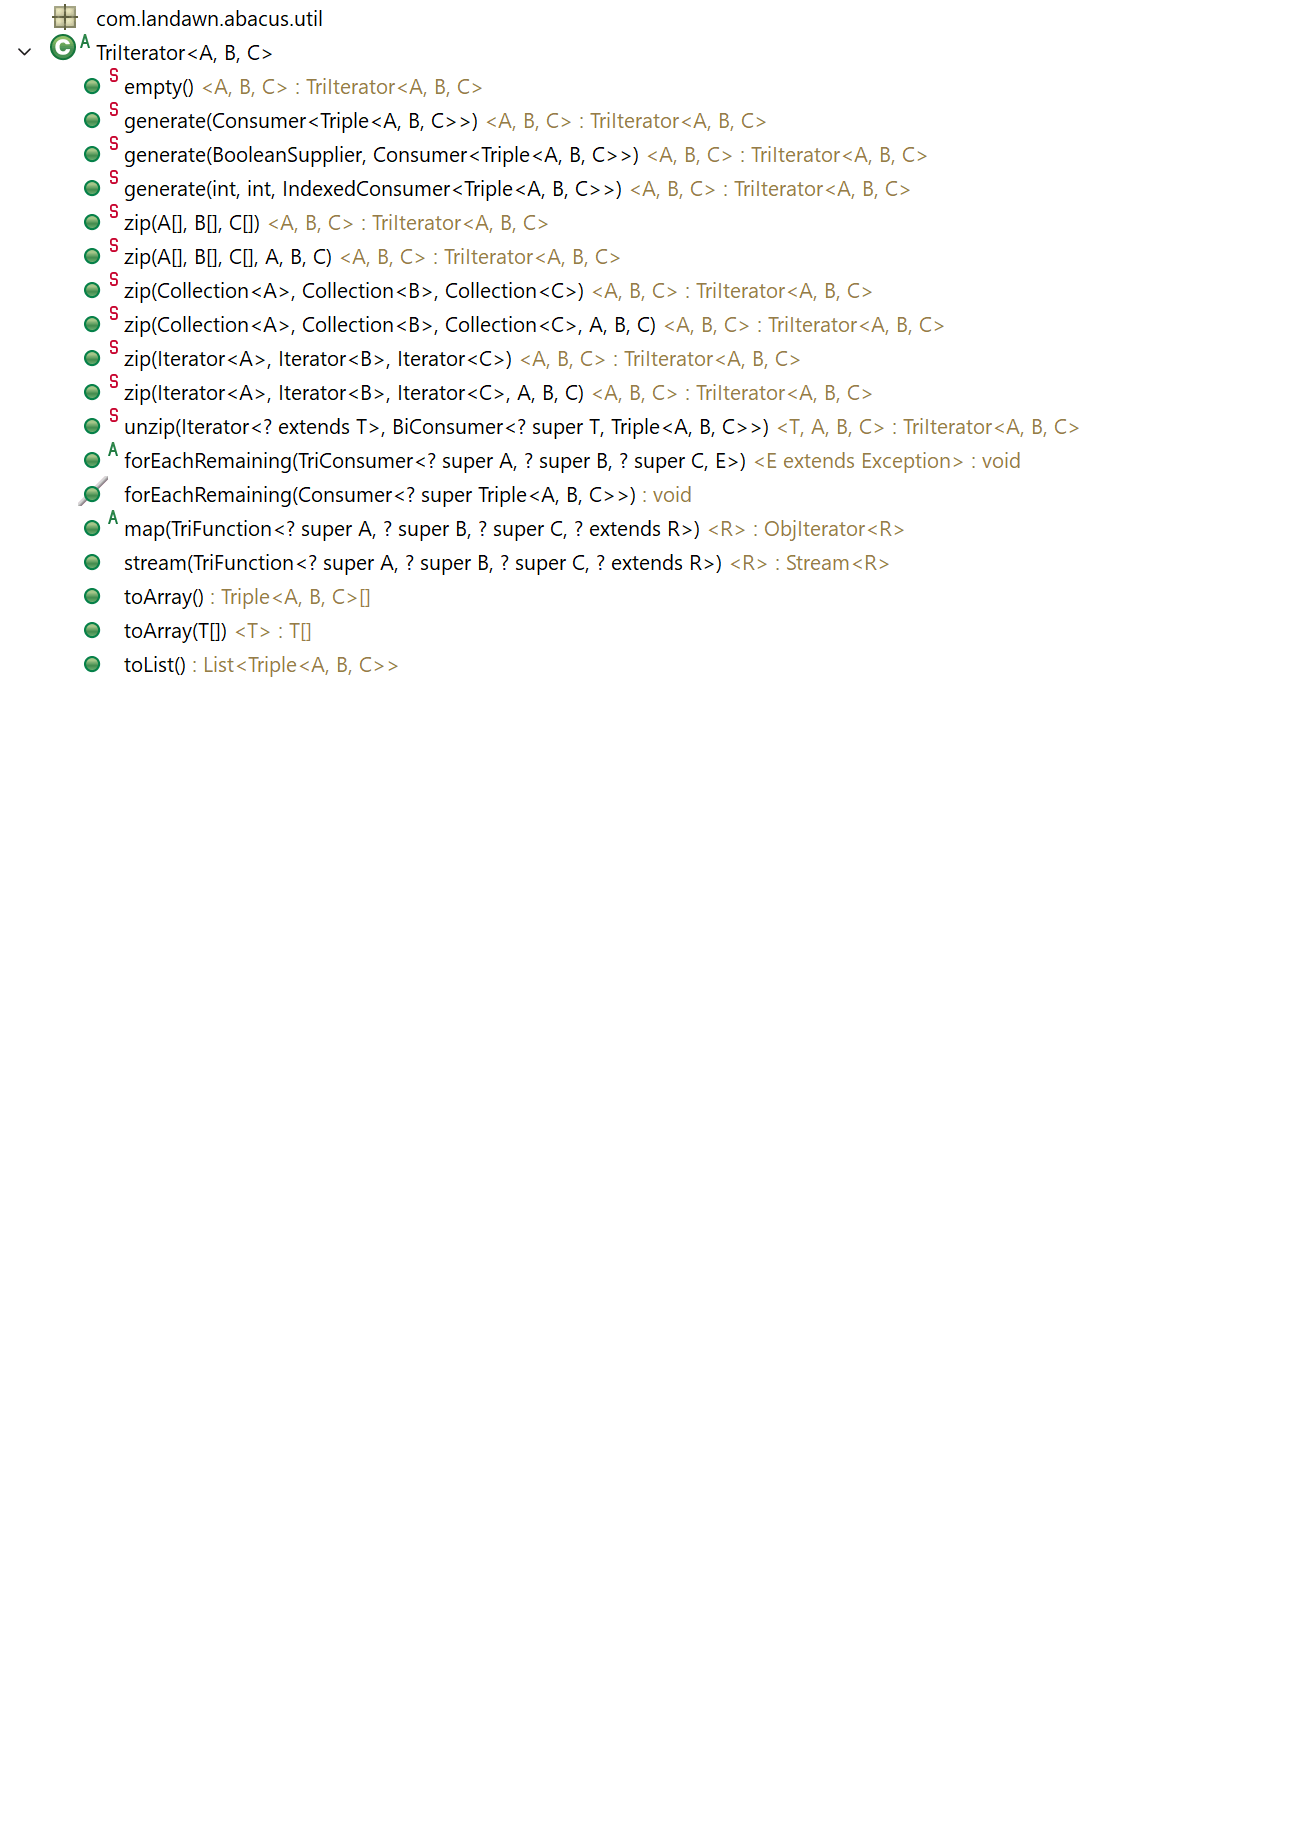 com.landawn.abacus.util
C A TriIterator<A, B, C>
S empty() <A, B, C> : TriIterator<A, B, C>
S generate(Consumer<Triple<A, B, C>>) <A, B, C> : TriIterator<A, B, C>
S generate(BooleanSupplier, Consumer<Triple<A, B, C>>) <A, B, C> : TriIterator<A, B, C>
S generate(int, int, IndexedConsumer<Triple<A, B, C>>) <A, B, C> : TriIterator<A, B, C>
S zip(A[], B[], C[]) <A, B, C> : TriIterator<A, B, C>
S zip(A[], B[], C[], A, B, C) <A, B, C> : TriIterator<A, B, C>
S zip(Collection<A>, Collection<B>, Collection<C>) <A, B, C> : TriIterator<A, B, C>
S zip(Collection<A>, Collection<B>, Collection<C>, A, B, C) <A, B, C> : TriIterator<A, B, C>
S zip(Iterator<A>, Iterator<B>, Iterator<C>) <A, B, C> : TriIterator<A, B, C>
S zip(Iterator<A>, Iterator<B>, Iterator<C>, A, B, C) <A, B, C> : TriIterator<A, B, C>
S unzip(Iterator<? extends T>, BiConsumer<? super T, Triple<A, B, C>>) <T, A, B, C> : TriIterator<A, B, C>
A forEachRemaining(TriConsumer<? super A, ? super B, ? super C, E>) <E extends Exception> : void
forEachRemaining(Consumer<? super Triple<A, B, C>>) : void
A map(TriFunction<? super A, ? super B, ? super C, ? extends R>) <R> : ObjIterator<R>
stream(TriFunction<? super A, ? super B, ? super C, ? extends R>) <R> : Stream<R>
toArray() : Triple<A, B, C>[]
toArray(T[]) <T> : T[]
toList() : List<Triple<A, B, C>>